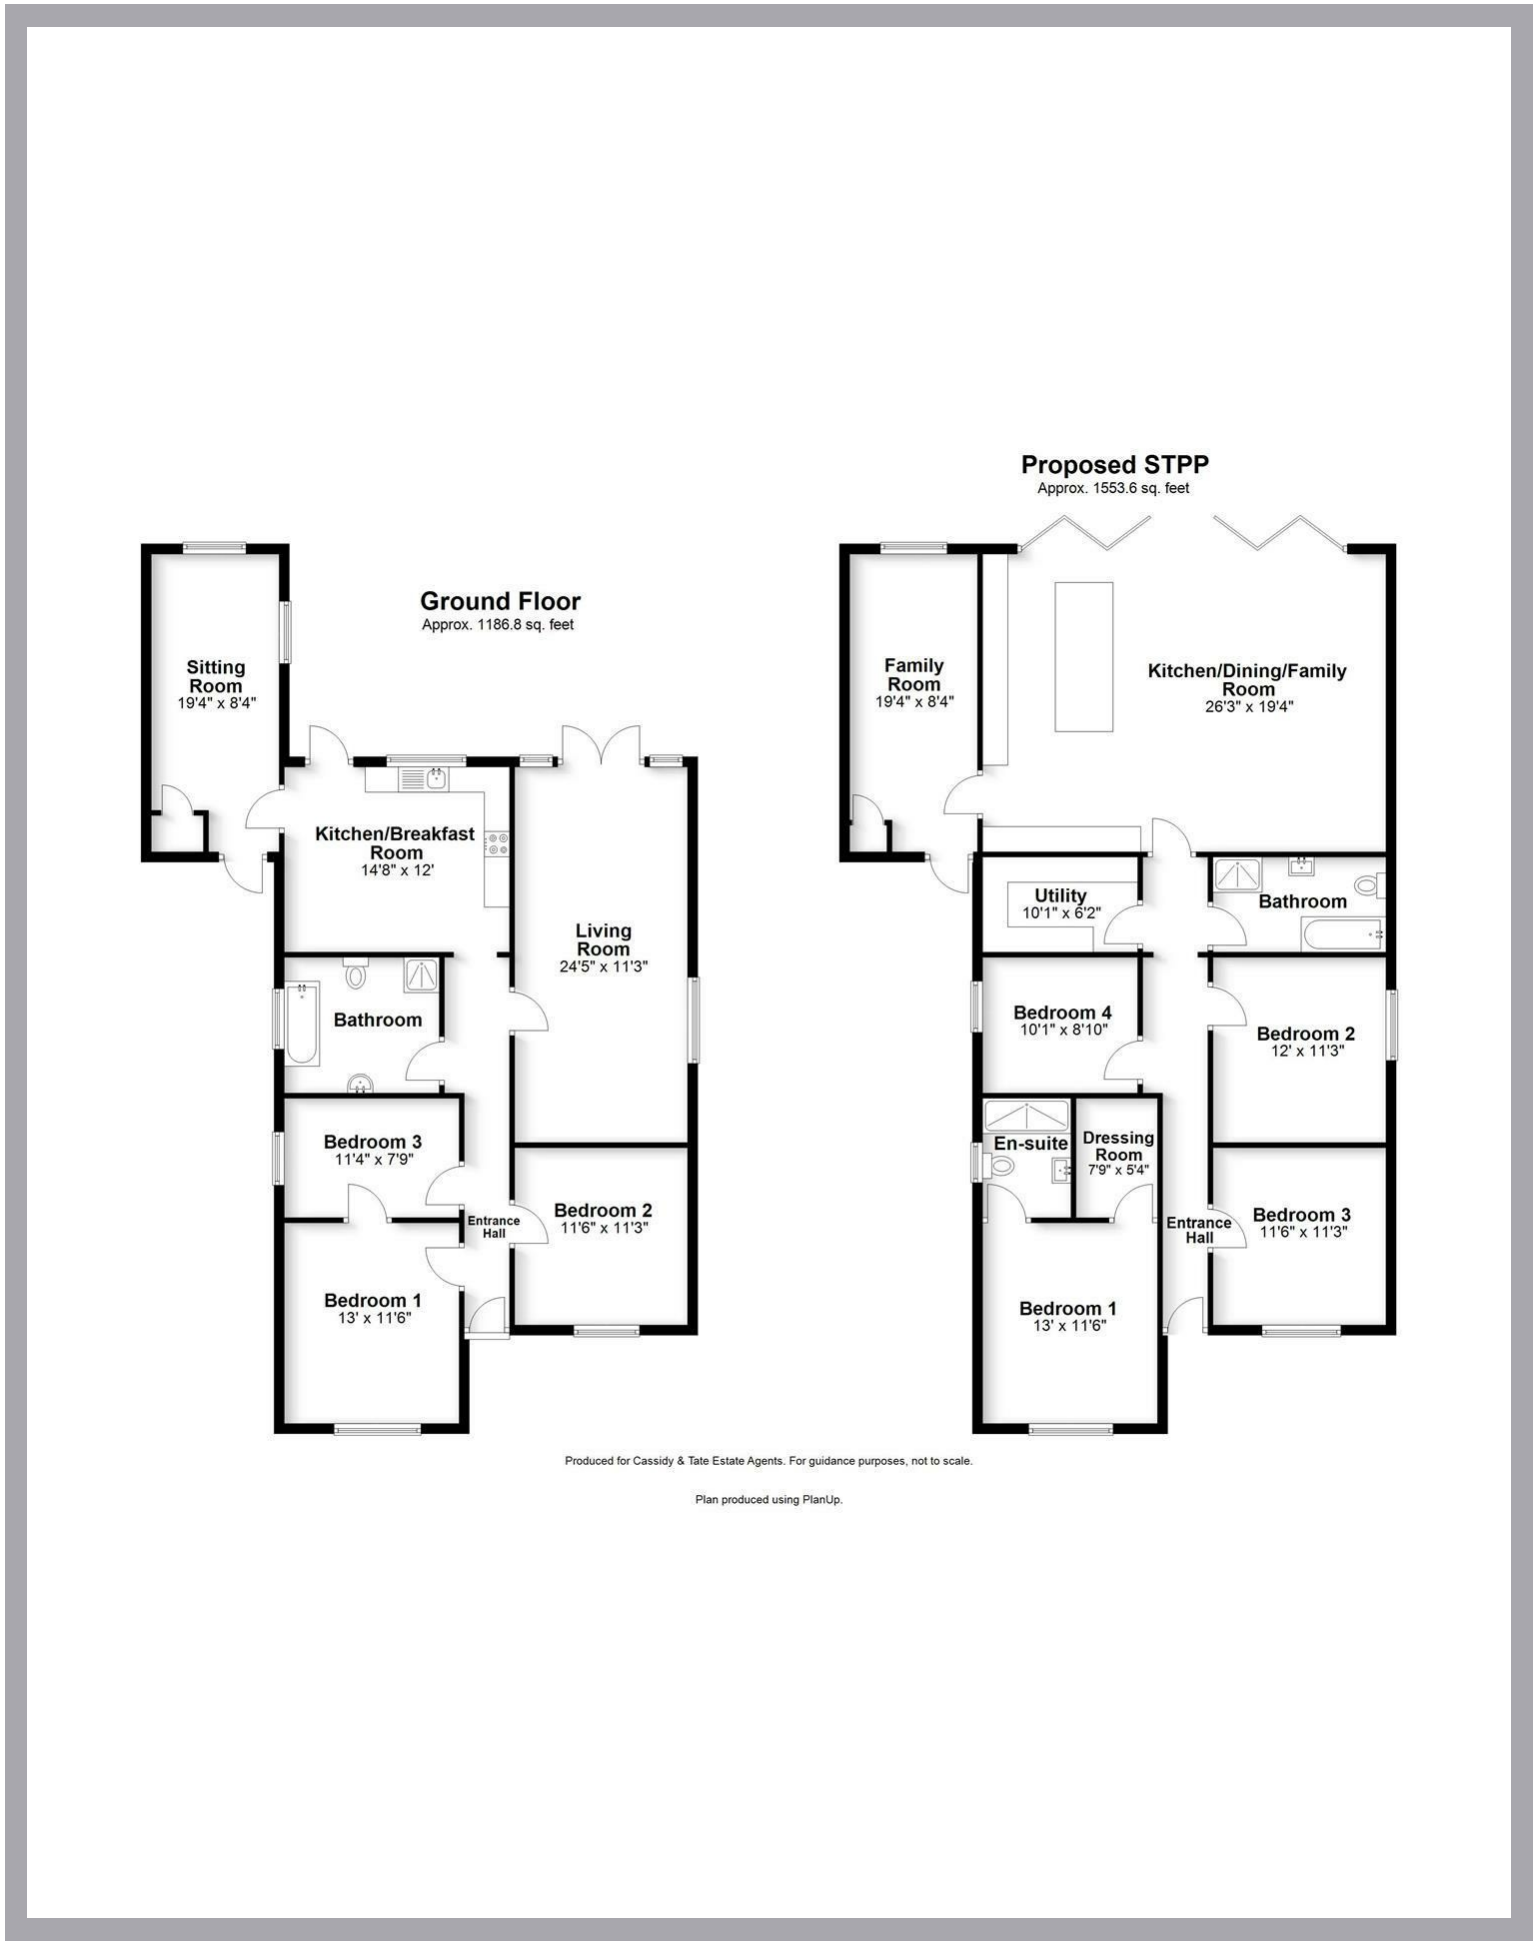 Ground Floor
Approx. 1186.8 sq. feet
Sitting
Room
19'4" x 8'4"
Kitchen/Breakfast
Room
14'8" x 12'
Living
Room
24'5" x 11'3"
Bathroom
Bedroom 3
11'4" x 7'9"
Bedroom 2
11'6" x 11'3"
Entrance
Hall
Bedroom 1
13' x 11'6"
Proposed STPP
Approx. 1553.6 sq. feet
Family
Room
19'4" x 8'4"
Kitchen/Dining/Family
Room
26'3" x 19'4"
Utility
10'1" x 6'2"
Bathroom
Bedroom 4
10'1" x 8'10"
Bedroom 2
12' x 11'3"
En-suite
Dressing
Room
7'9" x 5'4"
Entrance
Hall
Bedroom 3
11'6" x 11'3"
Bedroom 1
13' x 11'6"
Produced for Cassidy & Tate Estate Agents. For guidance purposes, not to scale.
Plan produced using PlanUp.